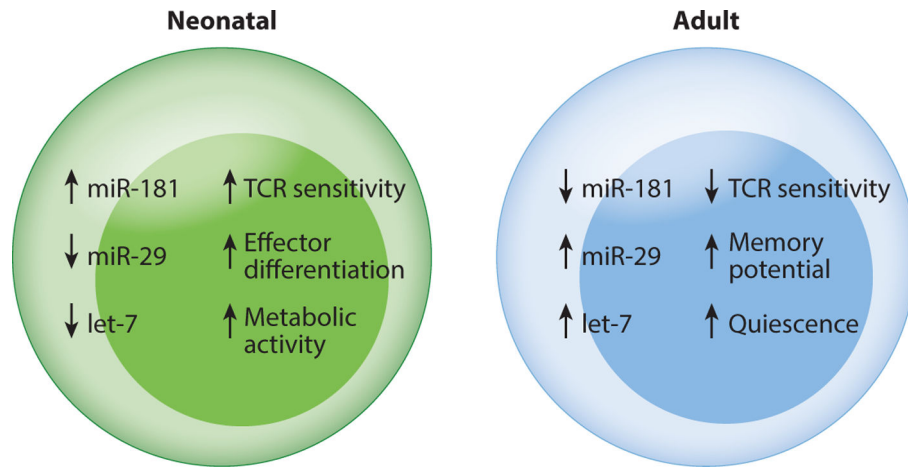 Neonatal
↑ miR-181 ↑ TCR sensitivity
↓ miR-29 ↑ Effector
differentiation
↓ let-7 ↑ Metabolic
activity
Adult
↓ miR-181 ↓ TCR sensitivity
↑ miR-29 ↑ Memory
potential
↑ let-7 ↑ Quiescence